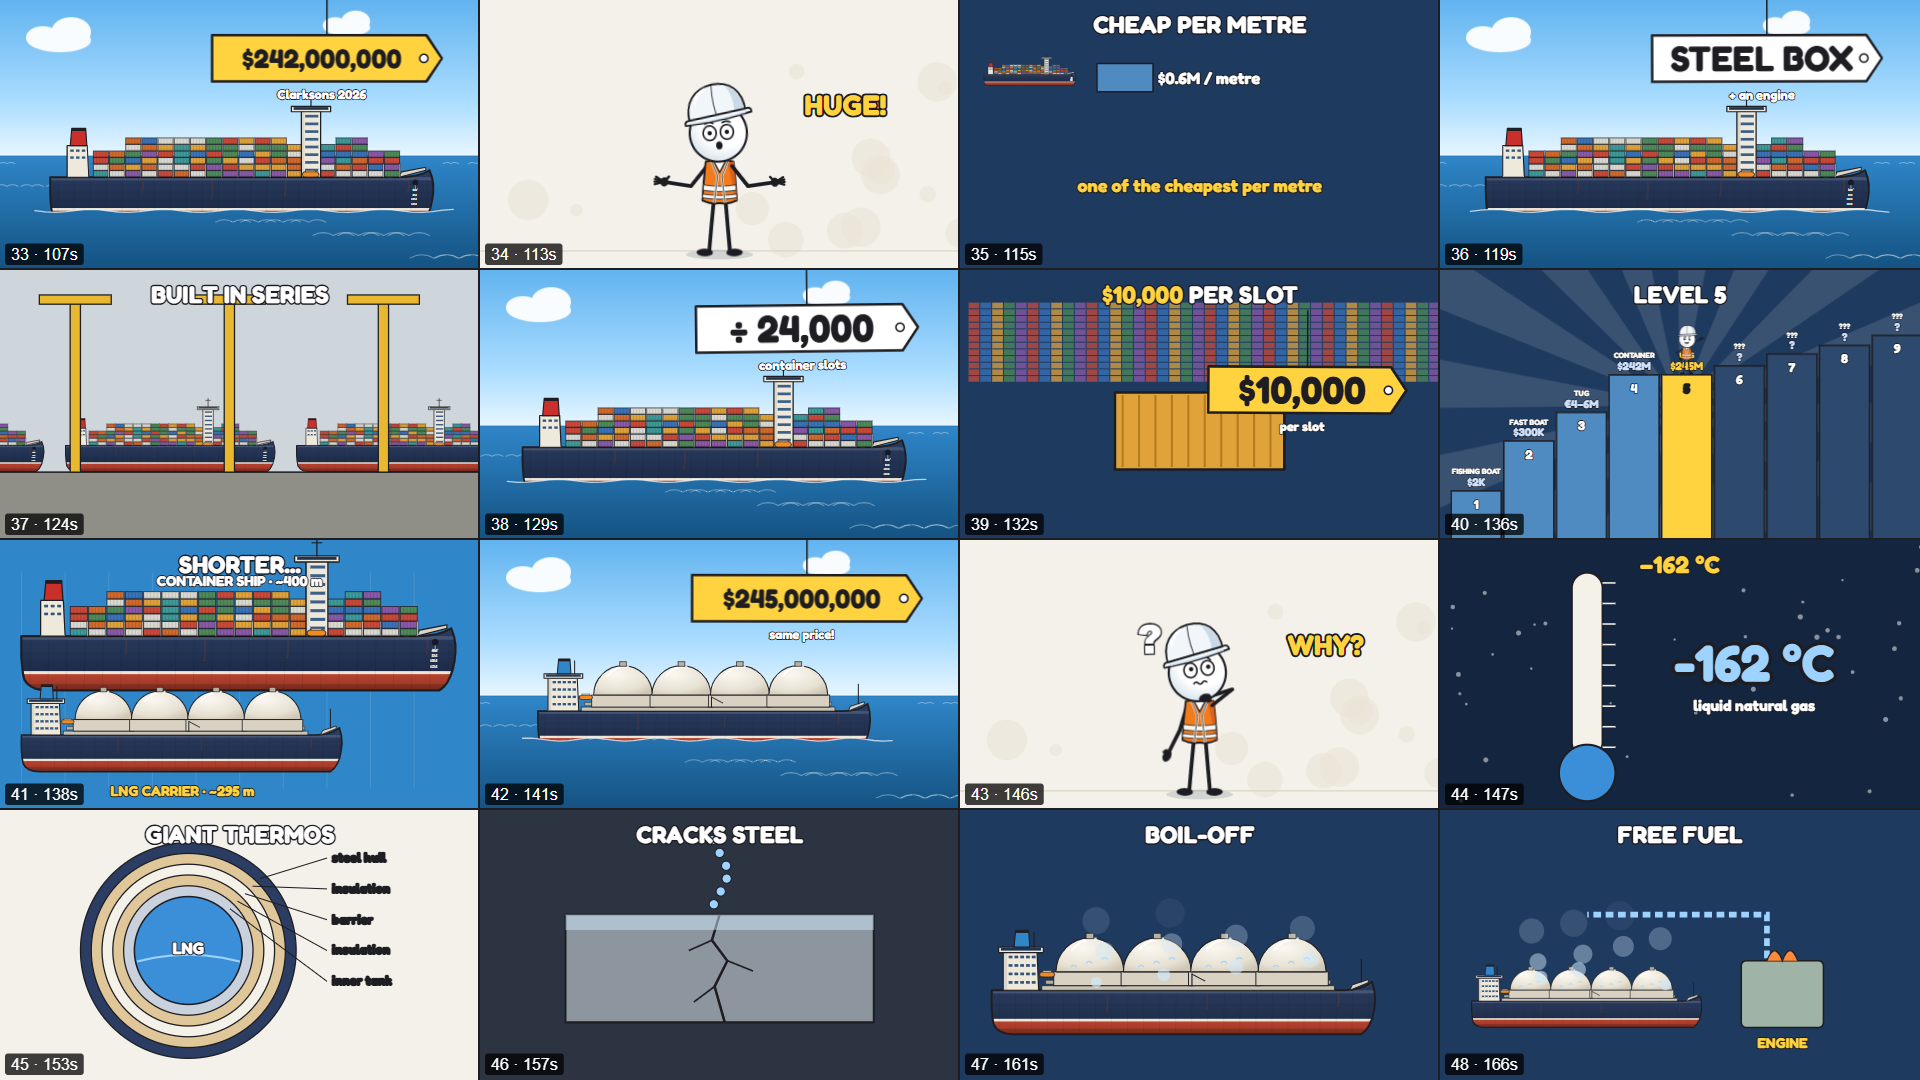 $242,000,000
Clarksons 2026
33 · 107s
HUGE!
34 · 113s
CHEAP PER METRE
$0.6M / metre
one of the cheapest per metre
35 · 115s
STEEL BOX
+ an engine
36 · 119s
BUILT IN SERIES
37 · 124s
÷ 24,000
container slots
38 · 129s
$10,000 PER SLOT
$10,000
per slot
39 · 132s
LEVEL 5
FISHING BOAT
$2K
1
FAST BOAT
$300K
2
TUG
€4–6M
3
CONTAINER
$242M
4
$245M
5
???
?
6
???
?
7
???
?
8
???
?
9
40 · 136s
SHORTER...
CONTAINER SHIP · ~400 m
LNG CARRIER · ~295 m
41 · 138s
$245,000,000
same price!
42 · 141s
?
WHY?
43 · 146s
–162 °C
–162 °C
liquid natural gas
44 · 147s
GIANT THERMOS
steel hull
insulation
barrier
insulation
inner tank
LNG
45 · 153s
CRACKS STEEL
46 · 157s
BOIL-OFF
47 · 161s
FREE FUEL
ENGINE
48 · 166s